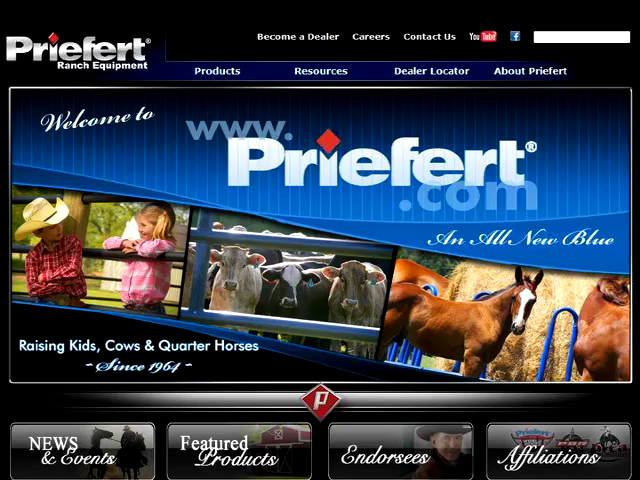 Become a Dealer Careers Contact Us YouTube f
Priefert®
Ranch Equipment
Products Resources Dealer Locator About Priefert
Welcome to
www.
Priefert®
.com
An All New Blue
Raising Kids, Cows & Quarter Horses
~ Since 1964 ~
P
NEWS
& Events
Featured
Products
Endorsees
Priefert
Affiliations